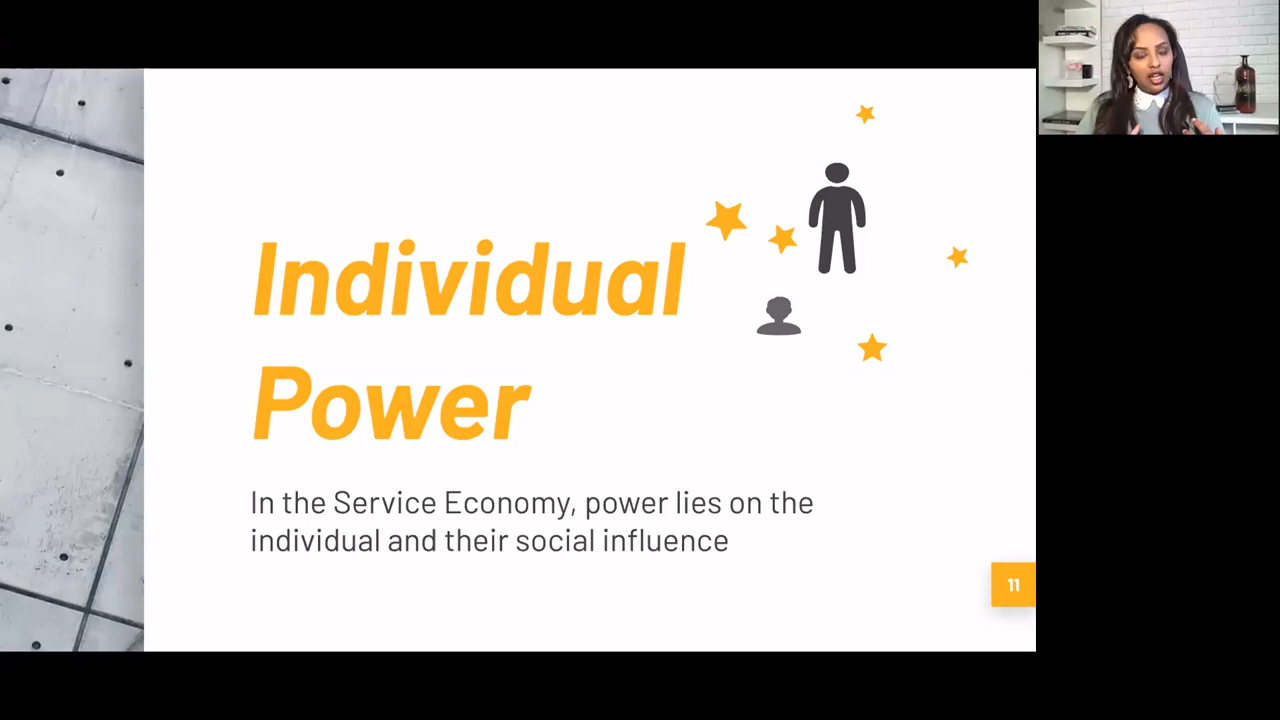 Individual
Power
In the Service Economy, power lies on the
individual and their social influence
11